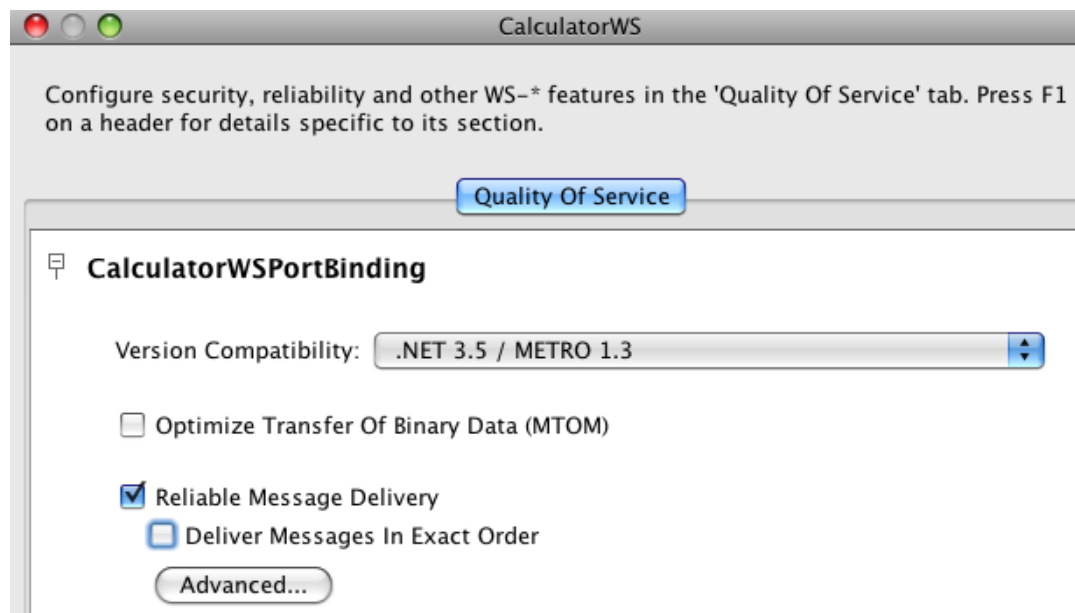 CalculatorWS
Configure security, reliability and other WS-* features in the 'Quality Of Service' tab. Press F1
on a header for details specific to its section.
Quality Of Service
CalculatorWSPortBinding
Version Compatibility: .NET 3.5 / METRO 1.3
Optimize Transfer Of Binary Data (MTOM)
Reliable Message Delivery
Deliver Messages In Exact Order
Advanced...